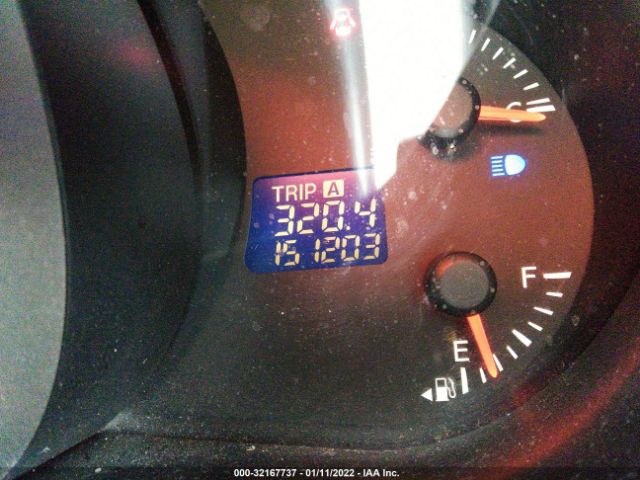 C
TRIP A
320.4
151203
F
E
000-32167737 - 01/11/2022 - IAA Inc.